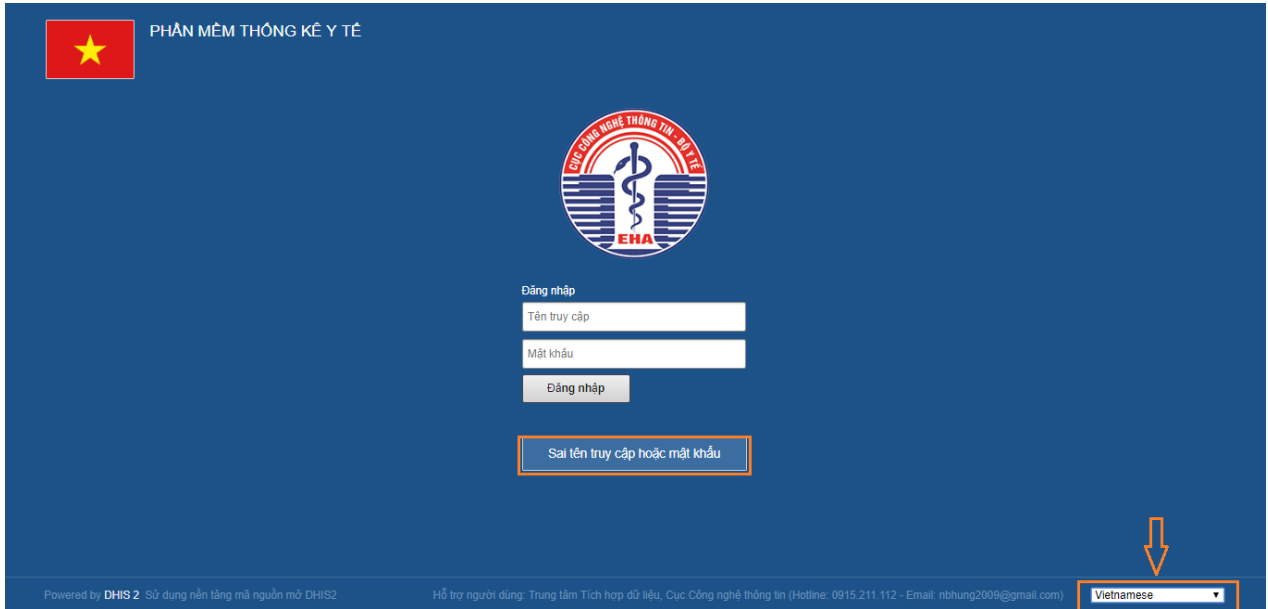 PHẦN MỀM THỐNG KÊ Y TẾ
CỤC CÔNG NGHỆ THÔNG TIN - BỘ Y TẾ
EHA
Đăng nhập
Tên truy cập
Mật khẩu
Đăng nhập
Sai tên truy cập hoặc mật khẩu
Powered by DHIS 2 Sử dụng nền tảng mã nguồn mở DHIS2
Hỗ trợ người dùng: Trung tâm Tích hợp dữ liệu, Cục Công nghệ thông tin (Hotline: 0915.211.112 - Email: nbhung2009@gmail.com)
Vietnamese